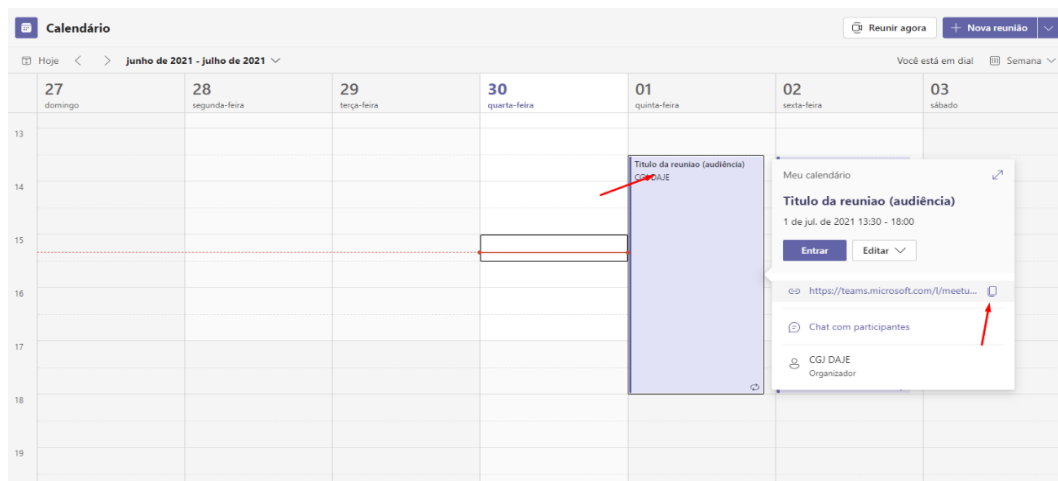 Calendário
Reunir agora
+ Nova reunião
Hoje
junho de 2021 - julho de 2021
Você está em dia!
Semana
27
domingo
28
segunda-feira
29
terça-feira
30
quarta-feira
01
quinta-feira
02
sexta-feira
03
sábado
13
14
15
16
17
18
19
Titulo da reuniao (audiência)
CGJ DAJE
Meu calendário
Titulo da reuniao (audiência)
1 de jul. de 2021 13:30 - 18:00
Entrar
Editar
https://teams.microsoft.com/l/meetu...
Chat com participantes
CGJ DAJE
Organizador